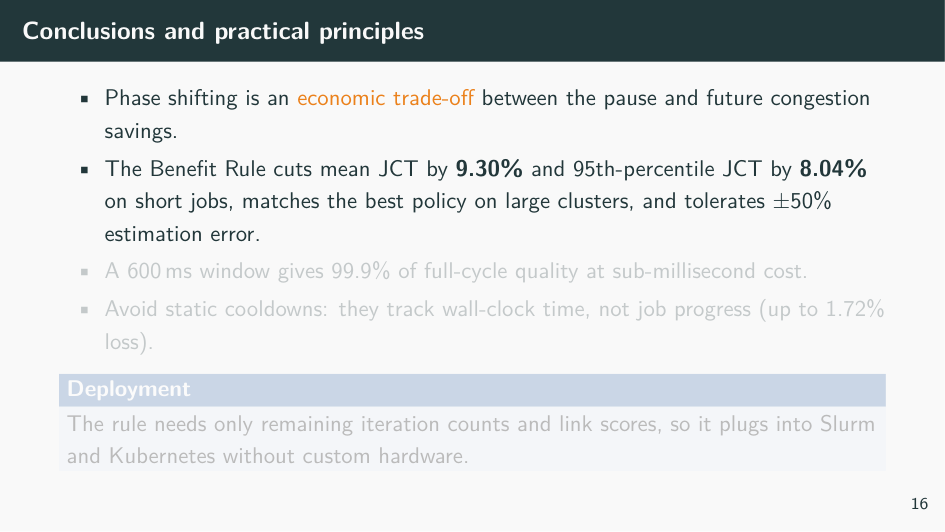 Conclusions and practical principles
▪ Phase shifting is an economic trade-off between the pause and future congestion
savings.
▪ The Benefit Rule cuts mean JCT by 9.30% and 95th-percentile JCT by 8.04%
on short jobs, matches the best policy on large clusters, and tolerates ±50%
estimation error.
▪ A 600 ms window gives 99.9% of full-cycle quality at sub-millisecond cost.
▪ Avoid static cooldowns: they track wall-clock time, not job progress (up to 1.72%
loss).
Deployment
The rule needs only remaining iteration counts and link scores, so it plugs into Slurm
and Kubernetes without custom hardware.
16